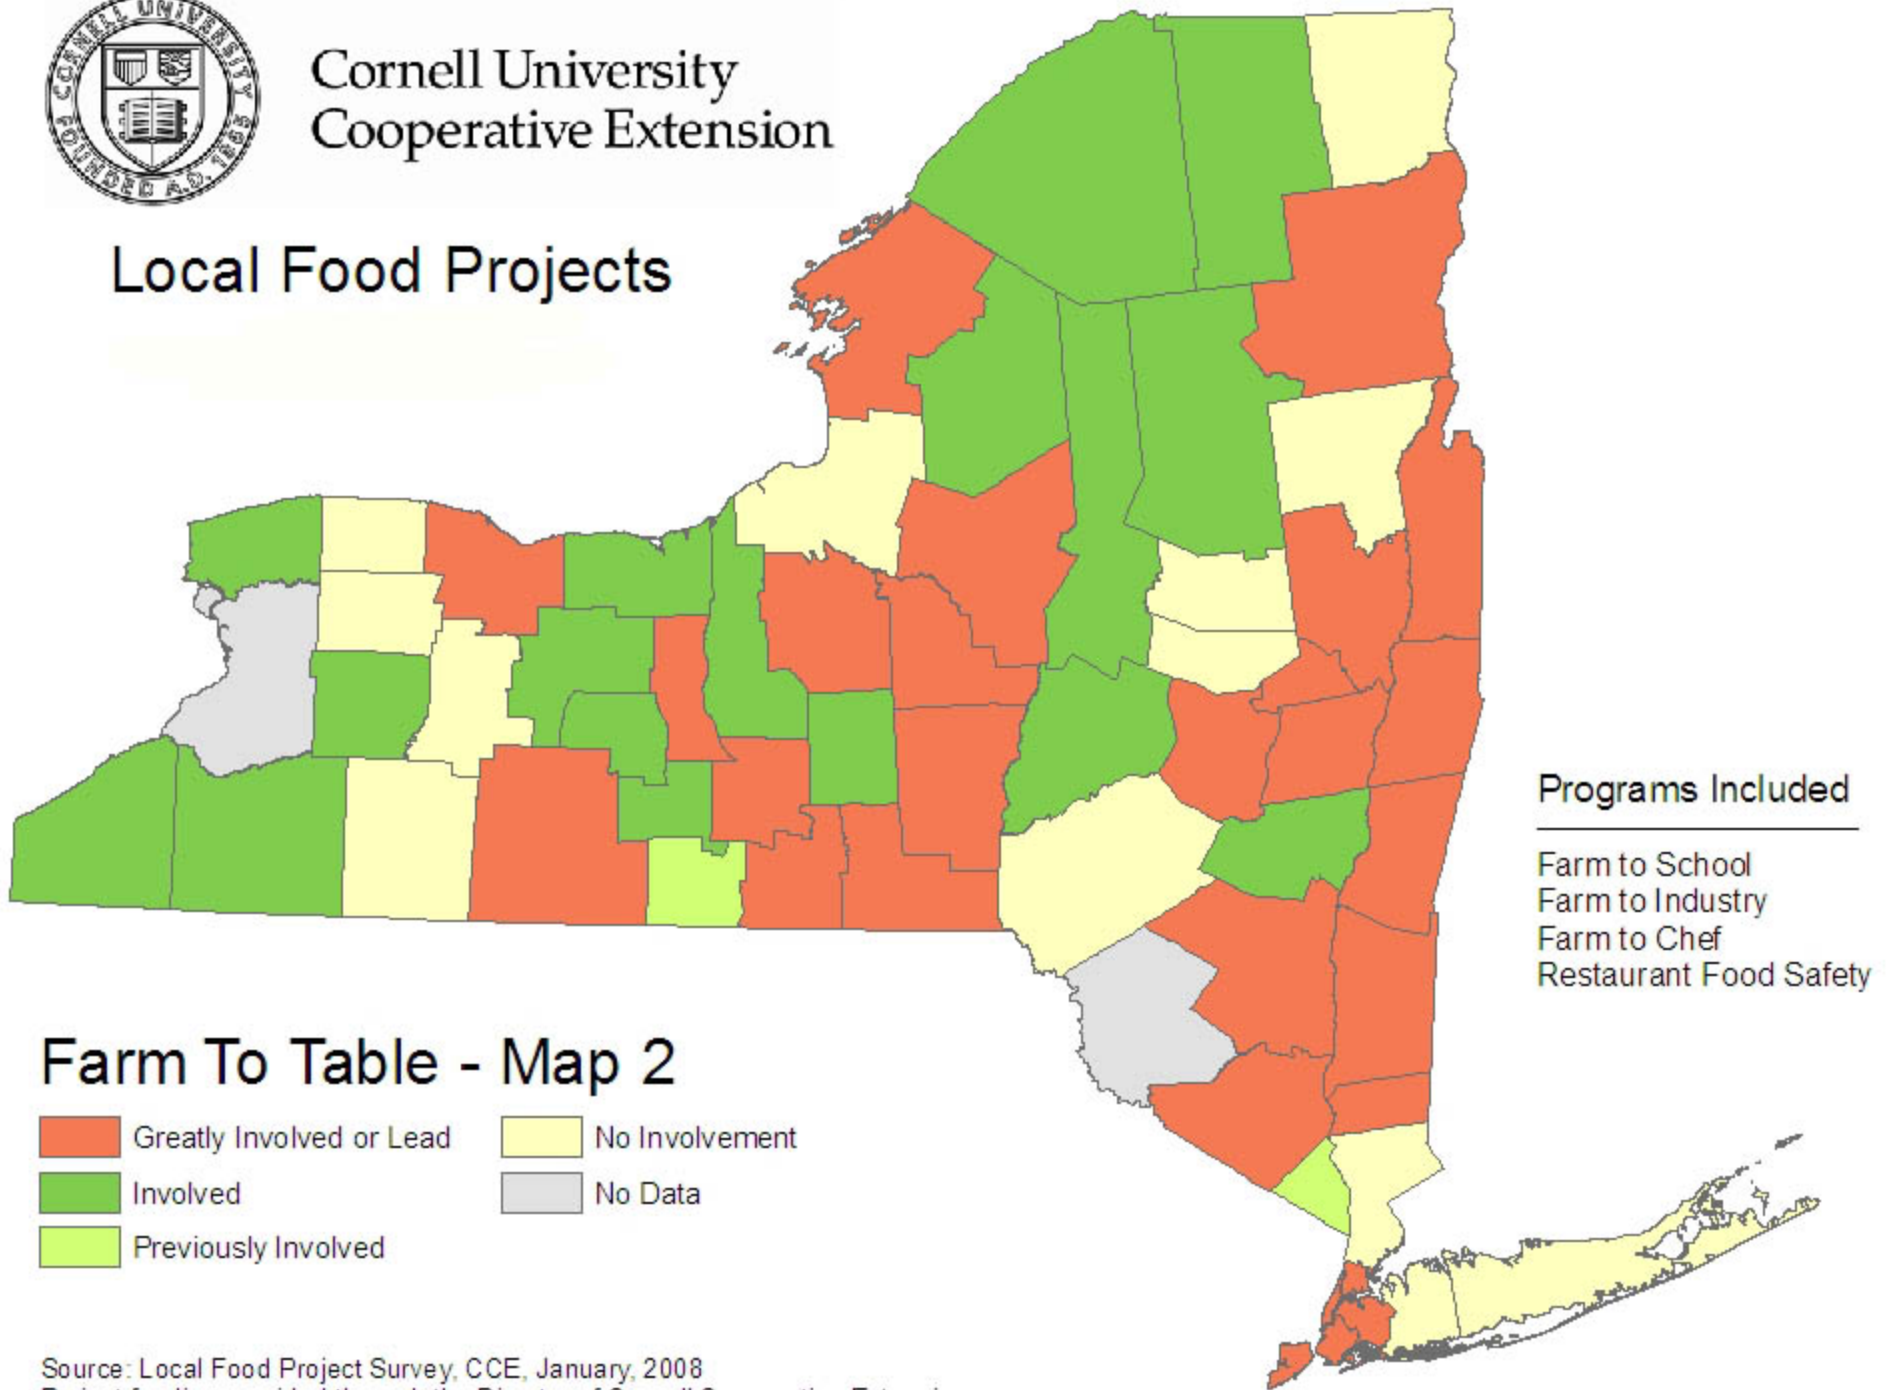 CORNELL UNIVERSITY
FOUNDED A.D. 1865
Cornell University
Cooperative Extension
Local Food Projects
Programs Included
Farm to School
Farm to Industry
Farm to Chef
Restaurant Food Safety
Farm To Table - Map 2
Greatly Involved or Lead
No Involvement
Involved
No Data
Previously Involved
Source: Local Food Project Survey, CCE, January, 2008